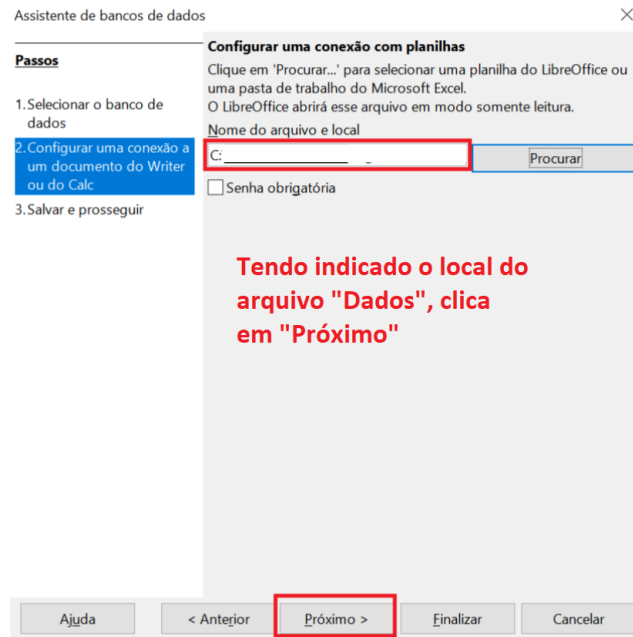 Assistente de bancos de dados
Passos
1.Selecionar o banco de
dados
2.Configurar uma conexão a
um documento do Writer
ou do Calc
3.Salvar e prosseguir
Configurar uma conexão com planilhas
Clique em 'Procurar...' para selecionar uma planilha do LibreOffice ou
uma pasta de trabalho do Microsoft Excel.
O LibreOffice abrirá esse arquivo em modo somente leitura.
Nome do arquivo e local
C:
Procurar
Senha obrigatória
Tendo indicado o local do
arquivo "Dados", clica
em "Próximo"
Ajuda
< Anterior
Próximo >
Finalizar
Cancelar